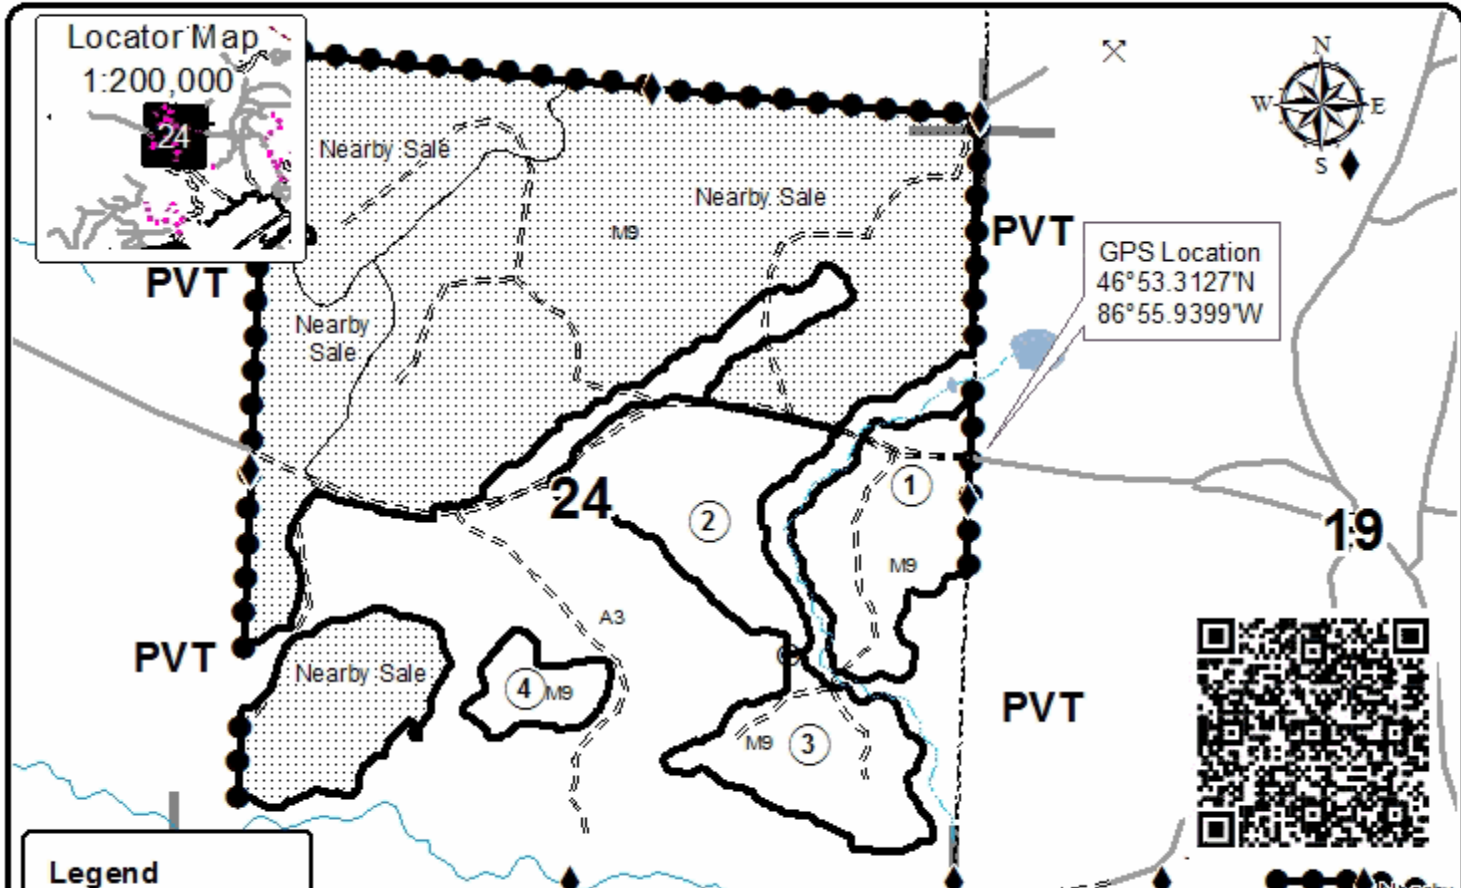 Locator Map
1:200,000
24
N
W E
S
Nearby Sale
Nearby Sale
M9
PVT
PVT
GPS Location
46°53.3127'N
86°55.9399'W
Nearby
Sale
24
1
2
19
M9
A3
PVT
Nearby Sale
4
M9
PVT
M9
3
Legend